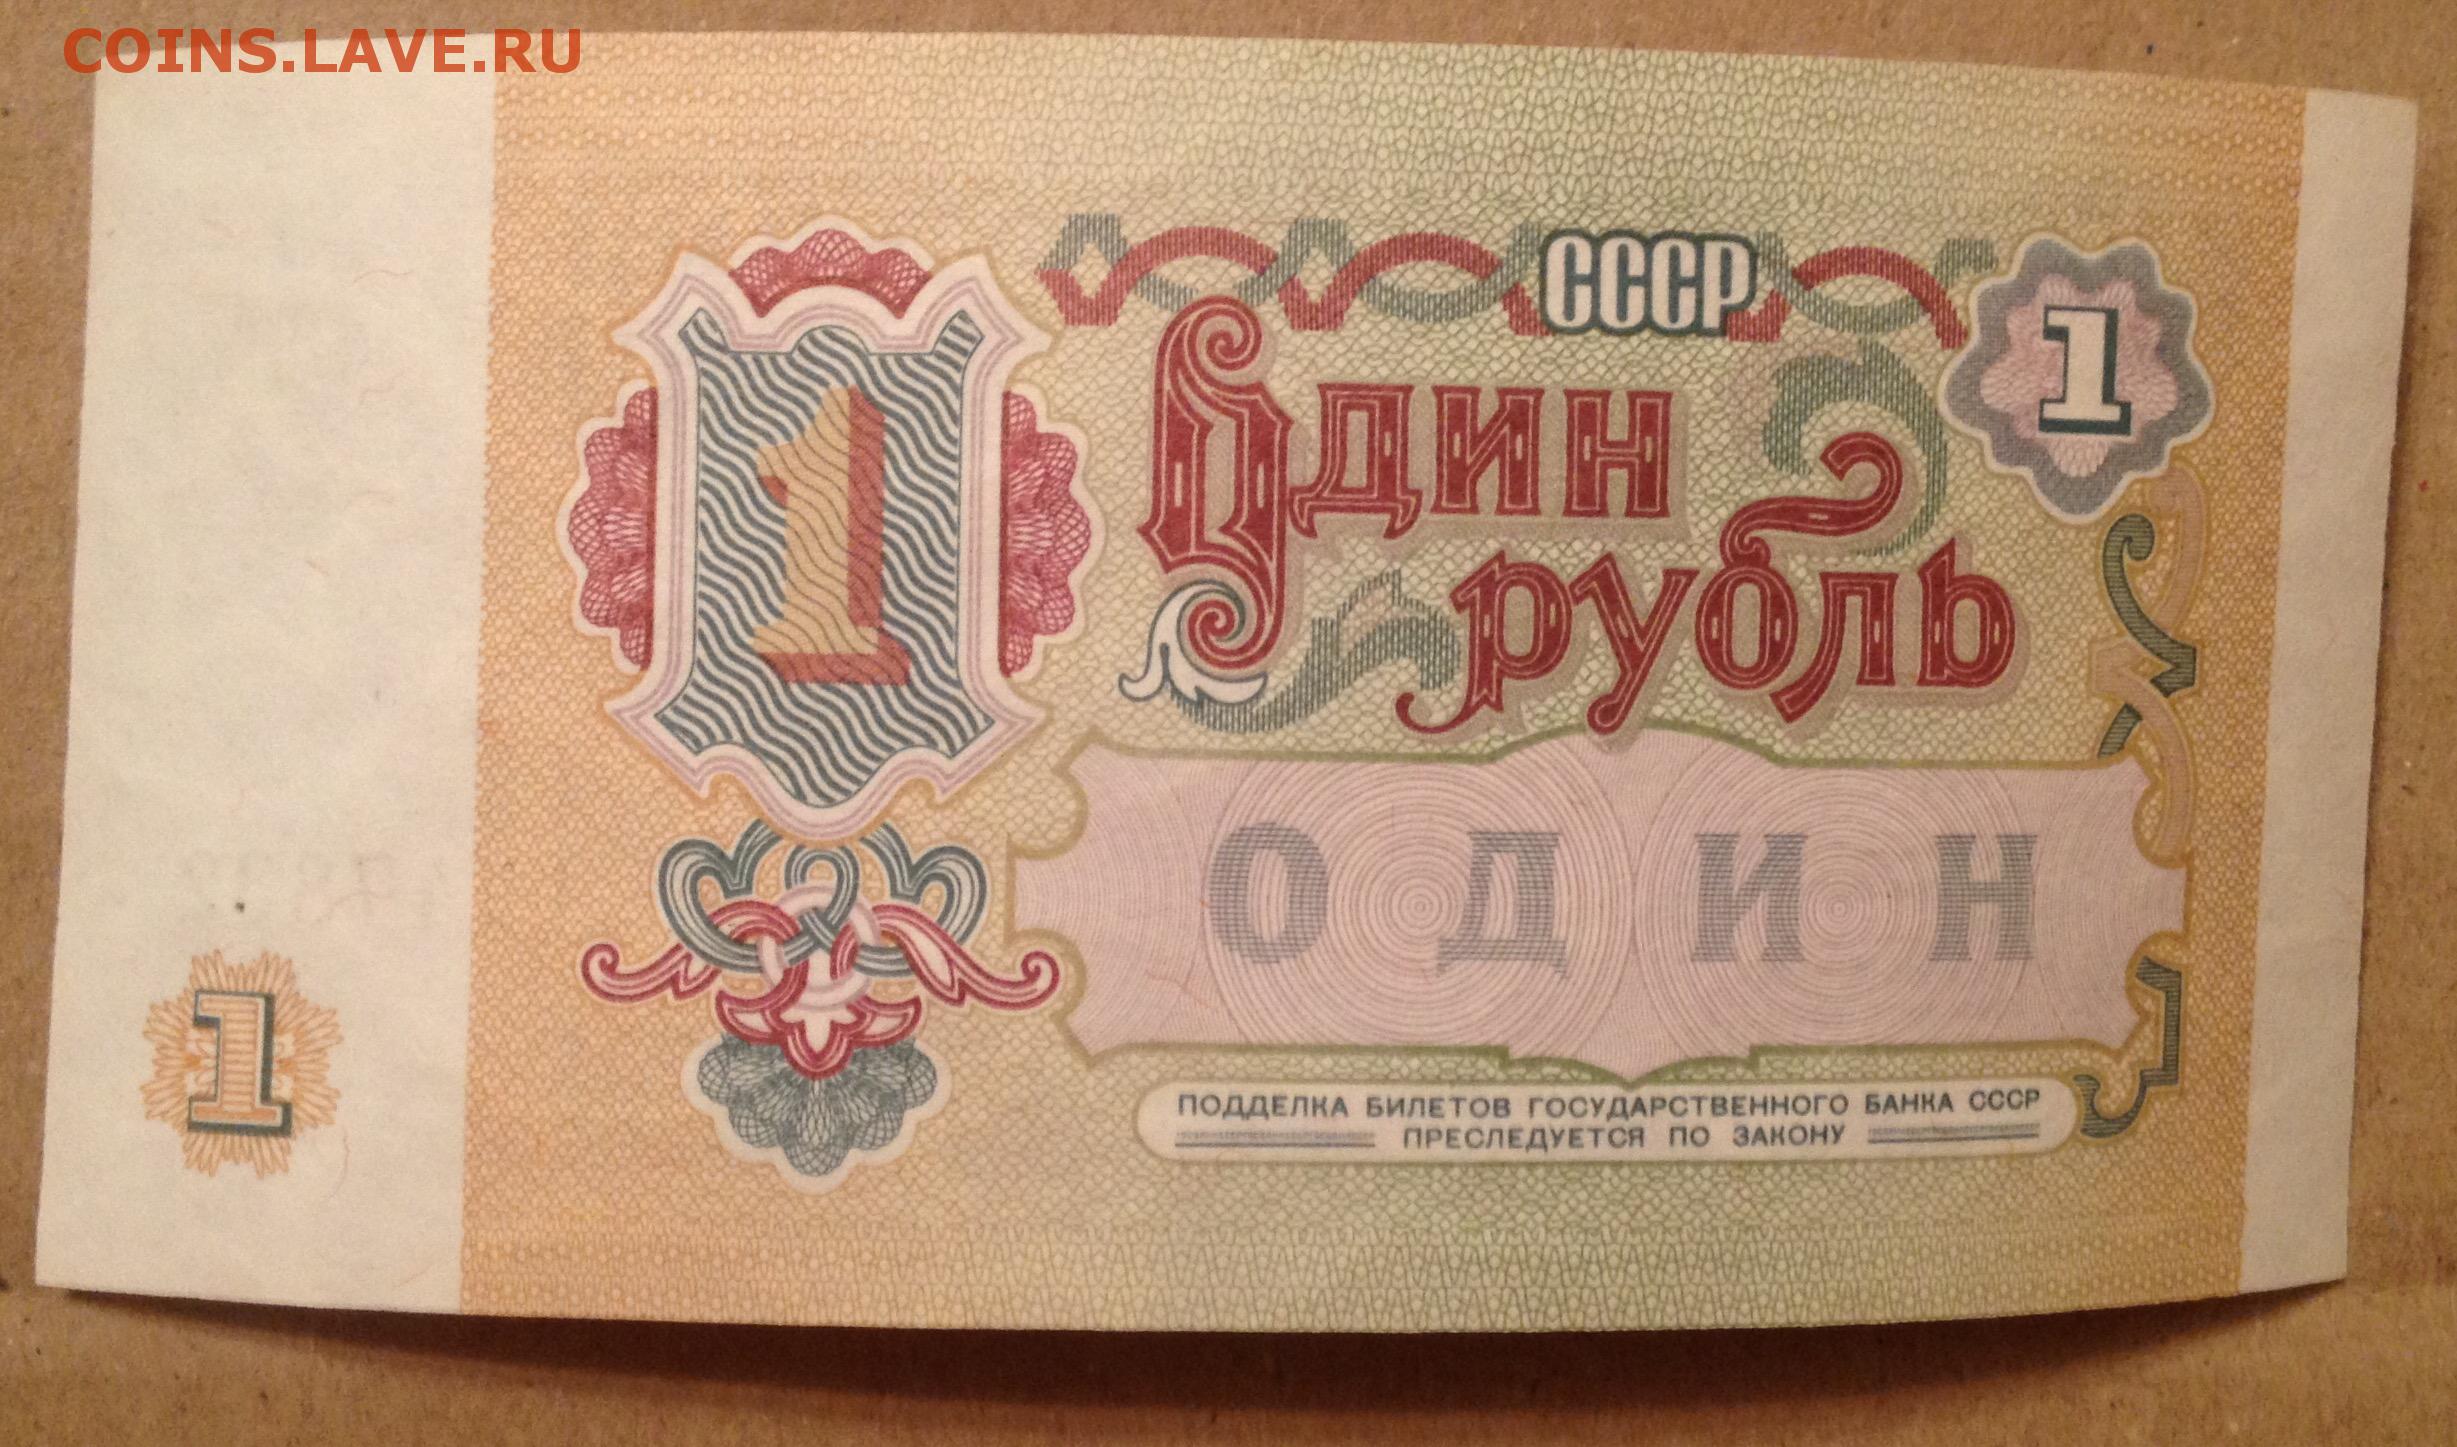 COINS.LAVE.RU
СССР
1
1
Один
рубль
ОДИН
1
ПОДДЕЛКА БИЛЕТОВ ГОСУДАРСТВЕННОГО БАНКА СССР
ПРЕСЛЕДУЕТСЯ ПО ЗАКОНУ